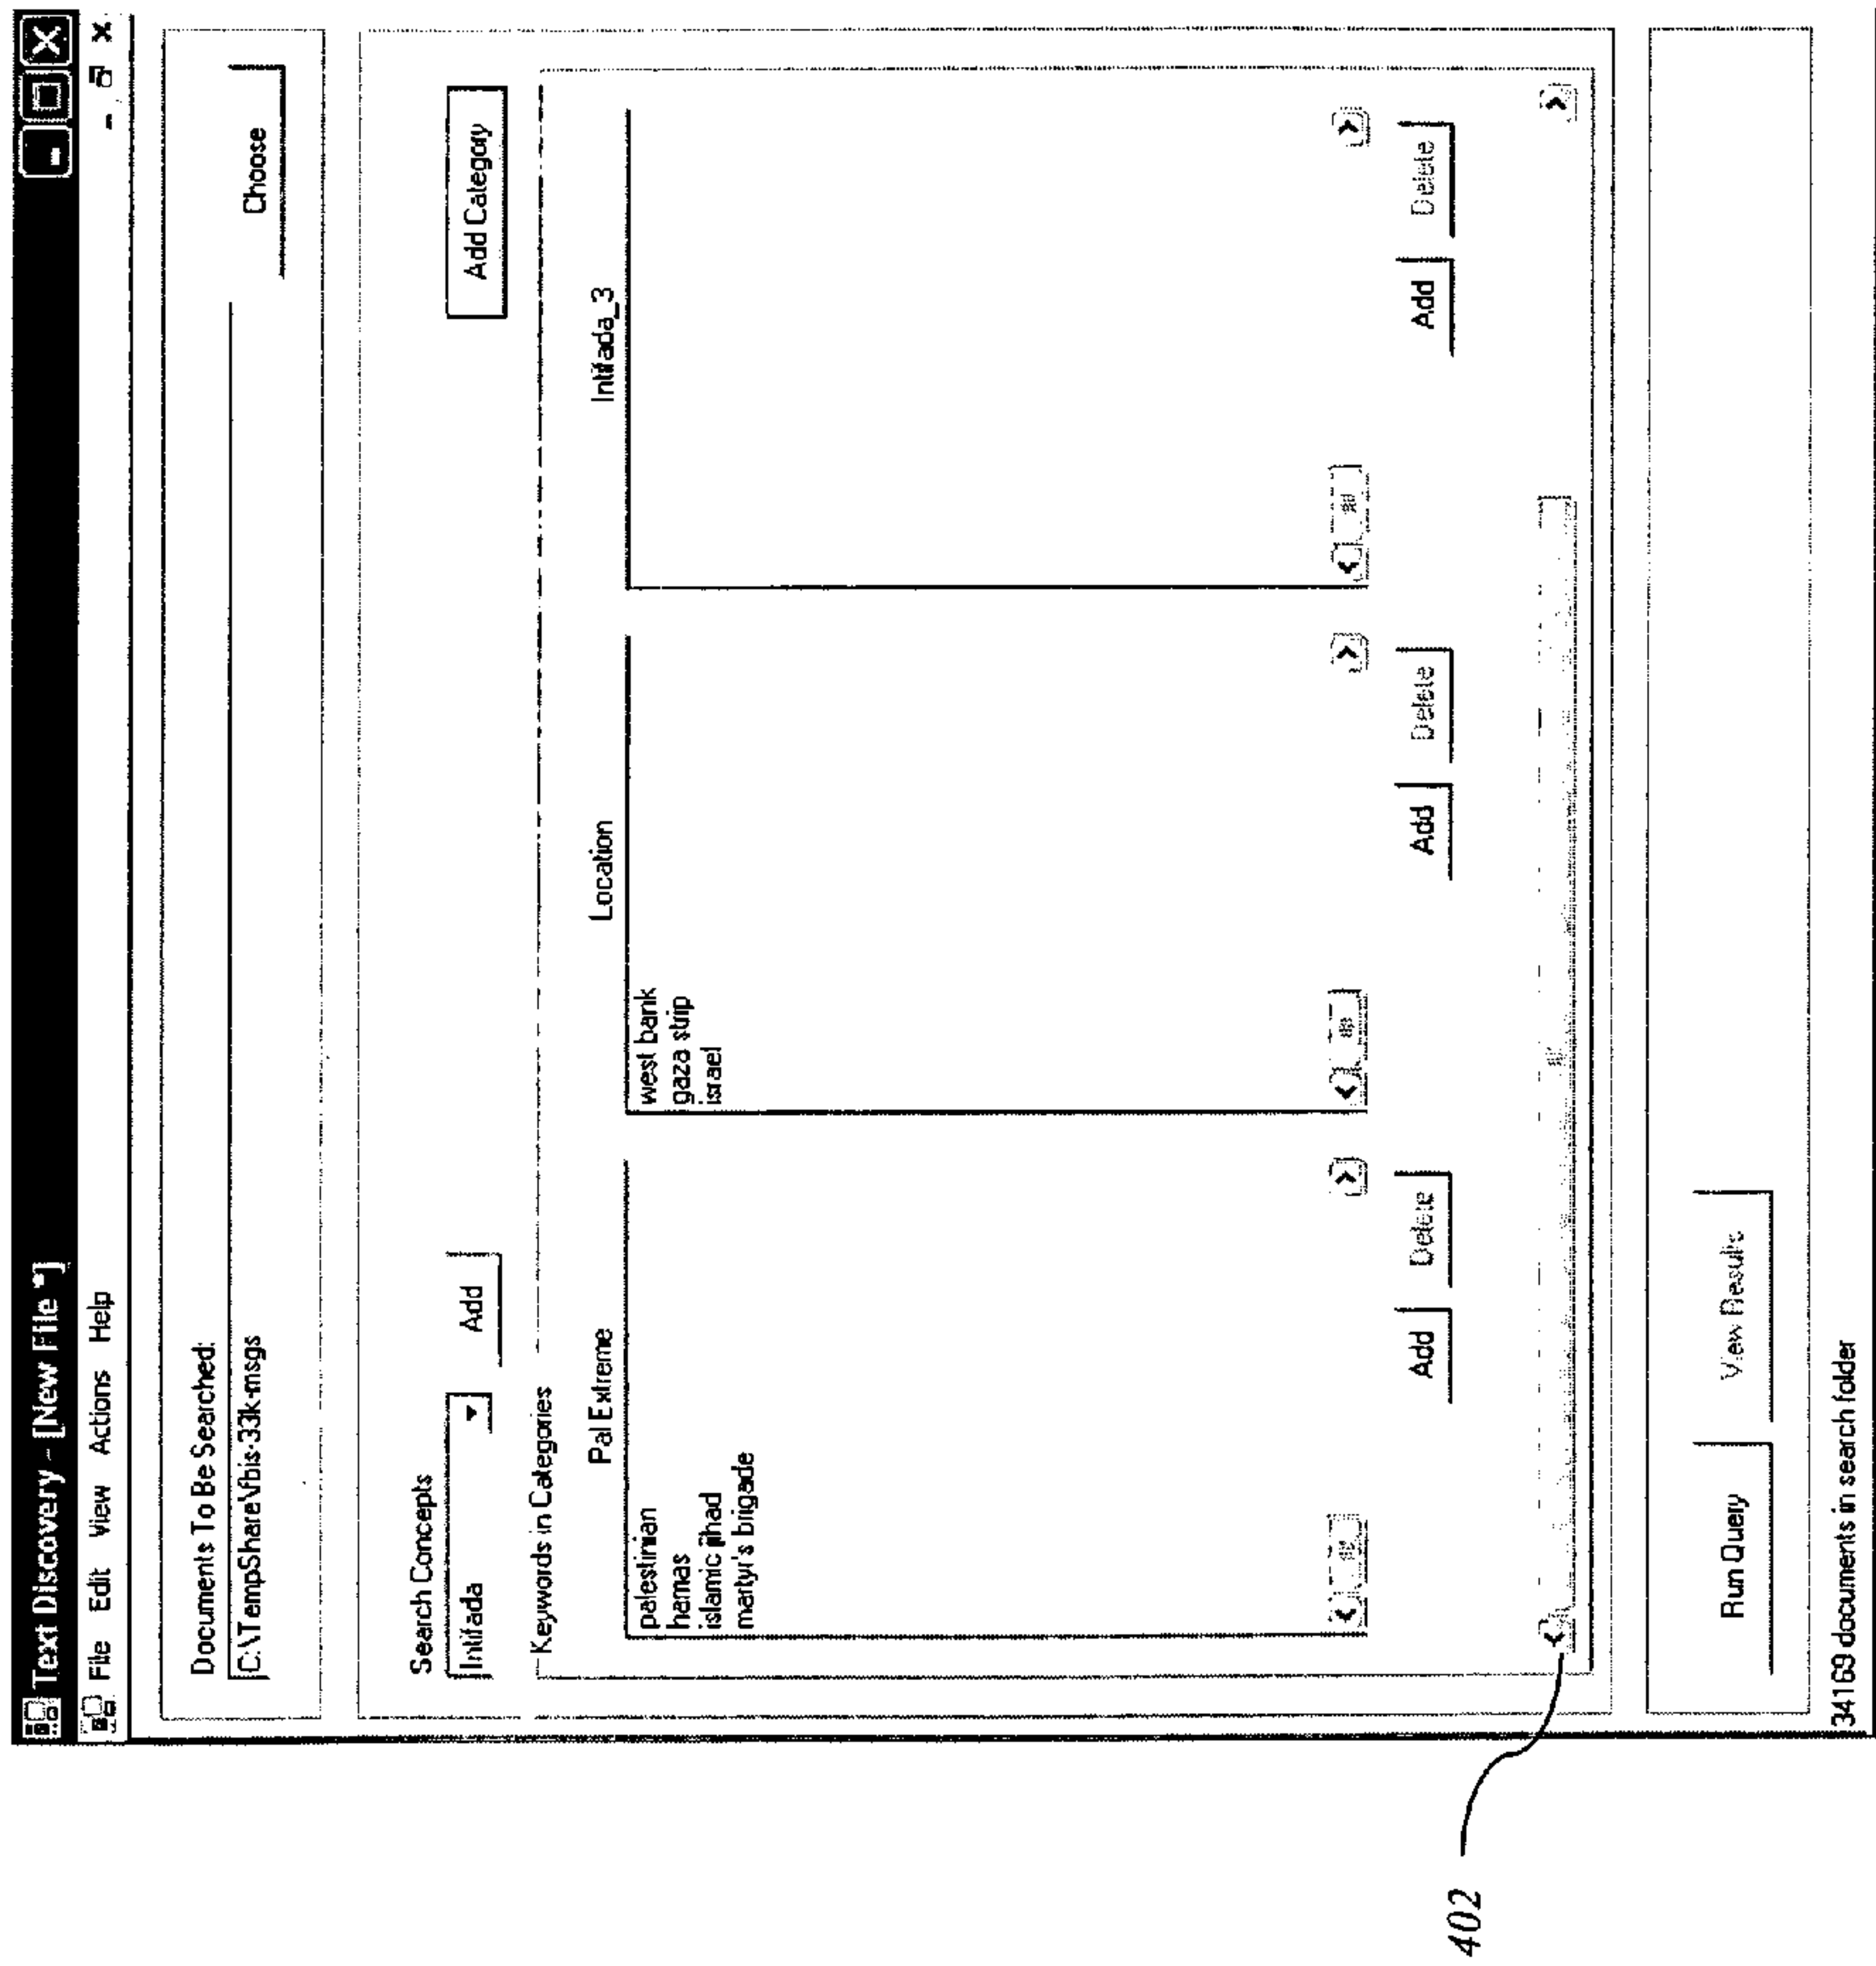 Text Discovery - [New File *]
File Edit View Actions Help
Documents To Be Searched:
C:\TempShare\fbis-33k-msgs
Choose
Search Concepts
Intifada
Add
Add Category
Keywords in Categories
Pal Extreme
palestinian
hamas
islamic jihad
martyr's brigade
Add Delete
Location
west bank
gaza strip
israel
Add Delete
Intifada_3
Add Delete
Run Query
View Results
34169 documents in search folder
402